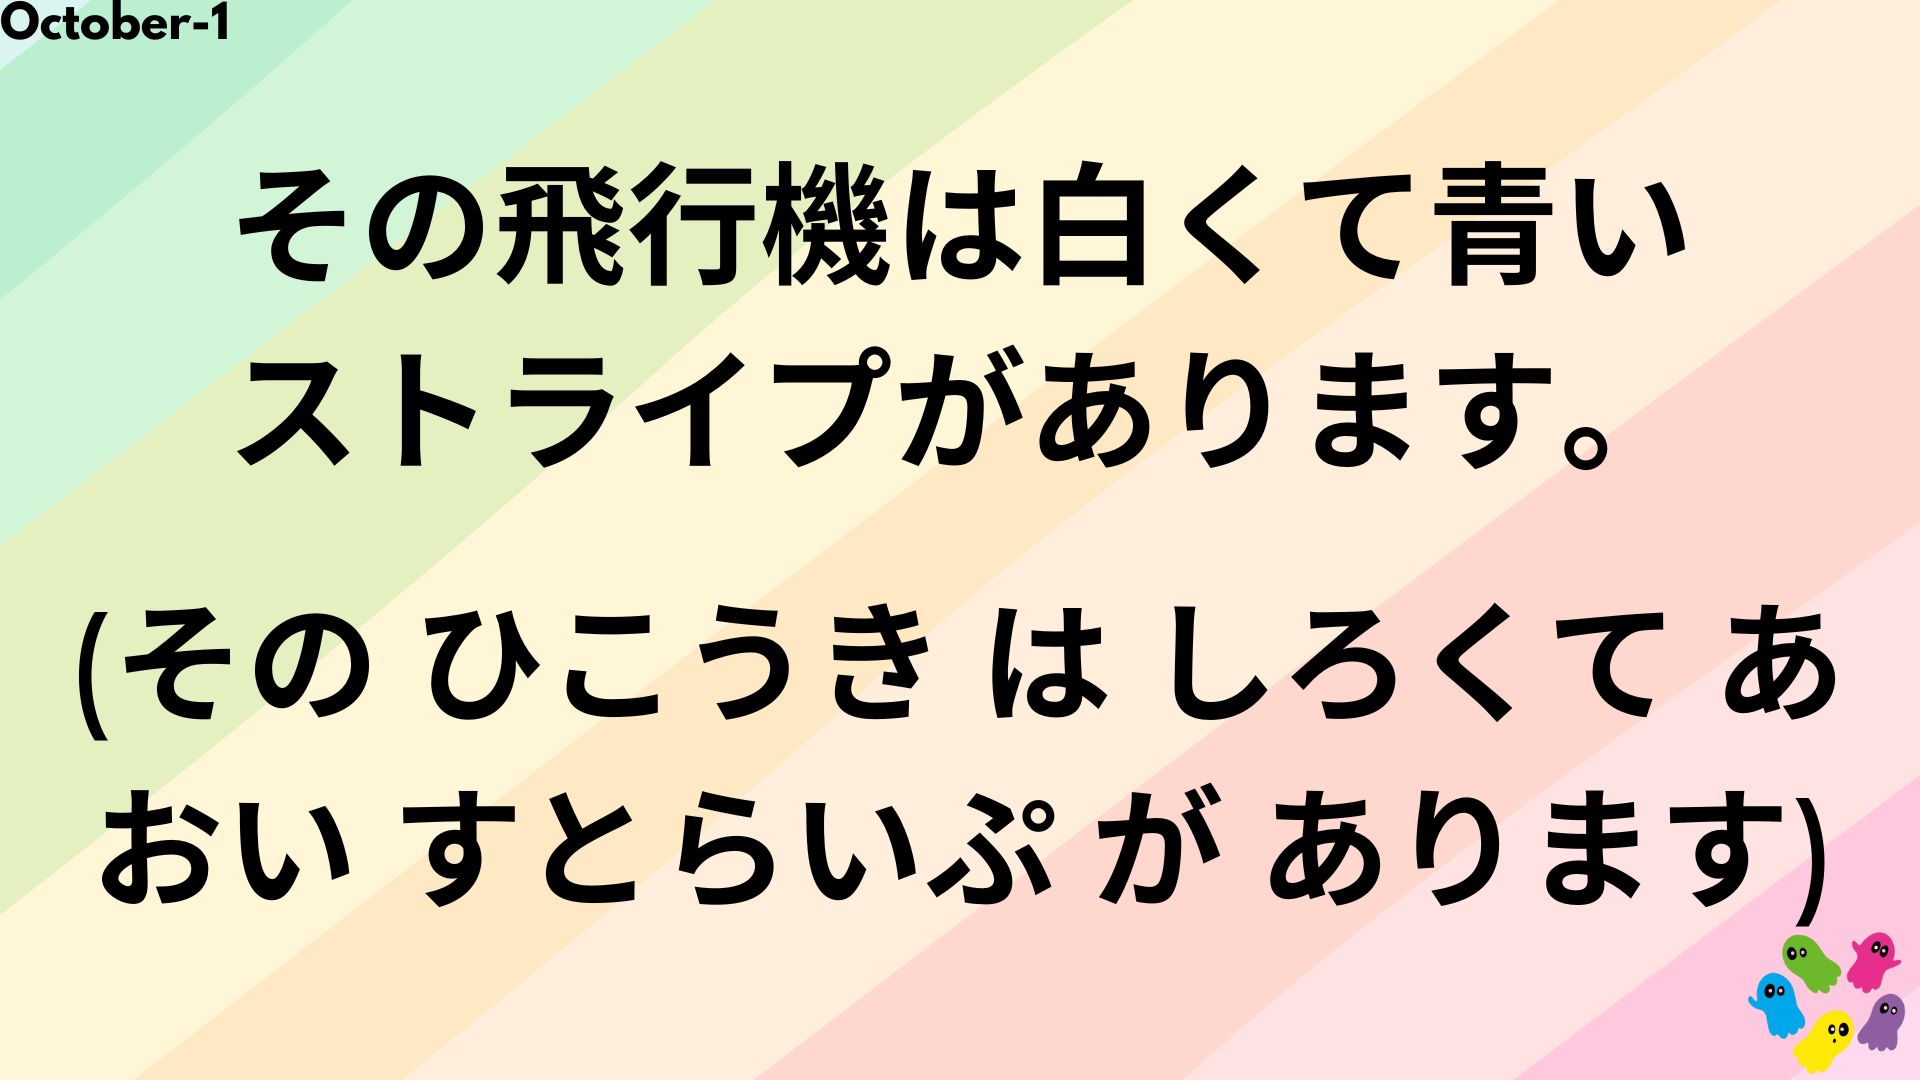 October-1
その飛行機は白くて青い
ストライプがあります。
(その ひこうき は しろくて あ
おい すとらいぷ が あります)